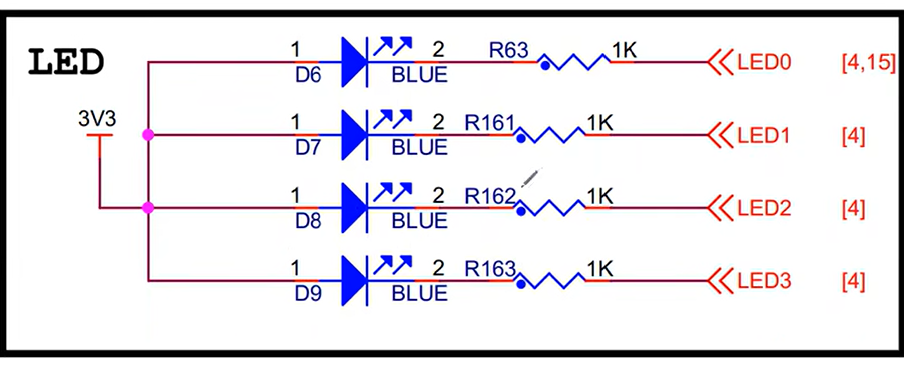 LED
3V3
1 D6 2 BLUE R63 1K LED0 [4,15]
1 D7 2 BLUE R161 1K LED1 [4]
1 D8 2 BLUE R162 1K LED2 [4]
1 D9 2 BLUE R163 1K LED3 [4]